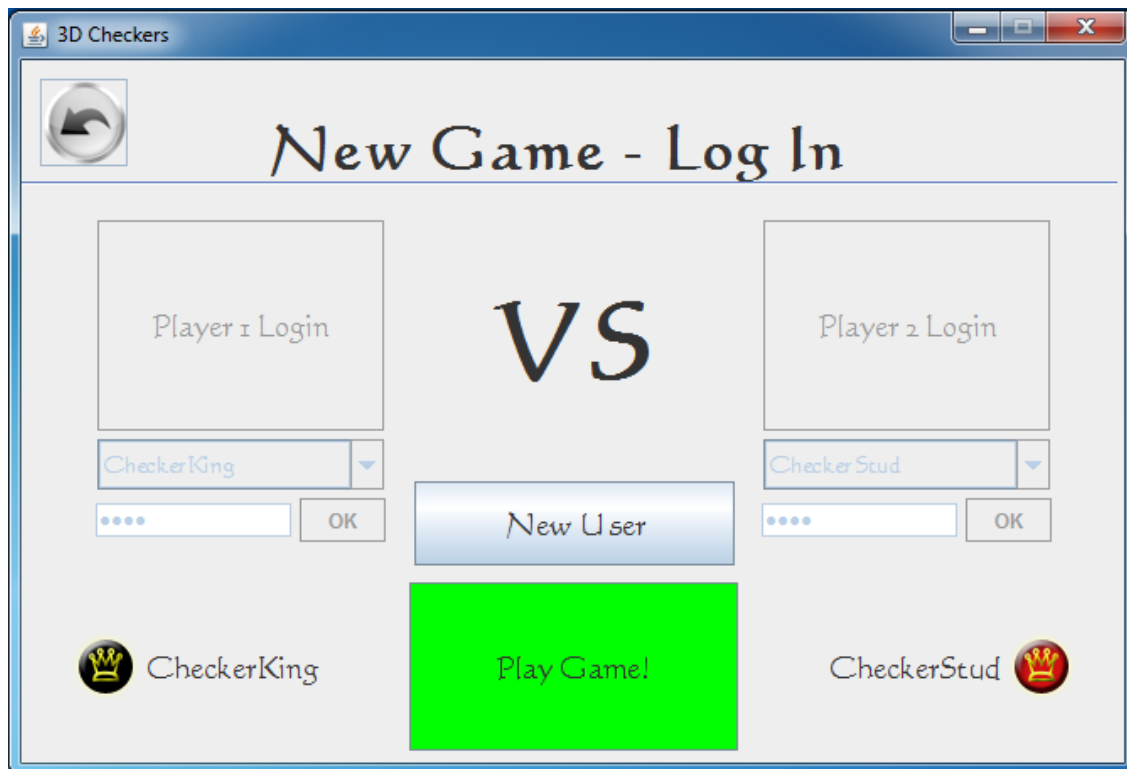 3D Checkers
New Game - Log In
Player 1 Login
VS
Player 2 Login
CheckerKing
CheckerStud
OK
New User
OK
CheckerKing
Play Game!
CheckerStud